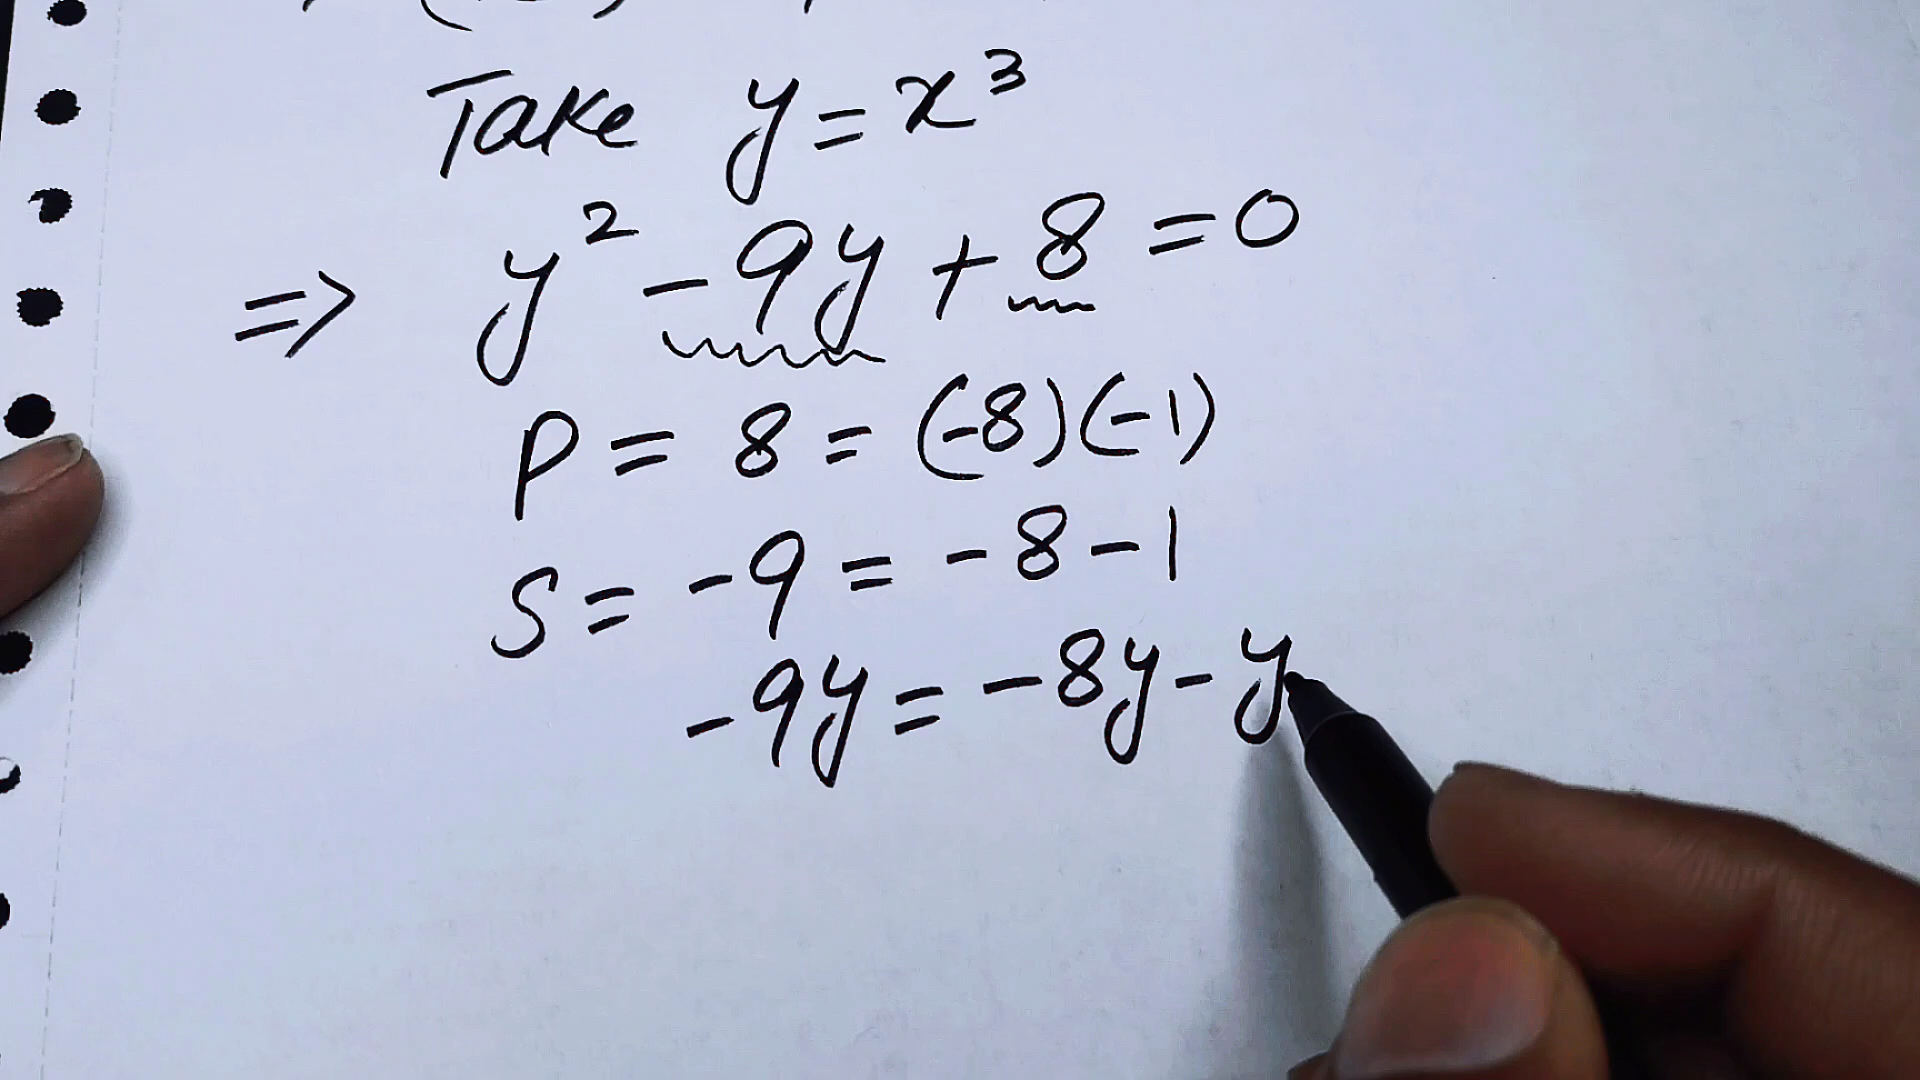 Take y = x³
⇒ y² - 9y + 8 = 0
P = 8 = (-8)(-1)
S = -9 = -8 - 1
-9y = -8y - y